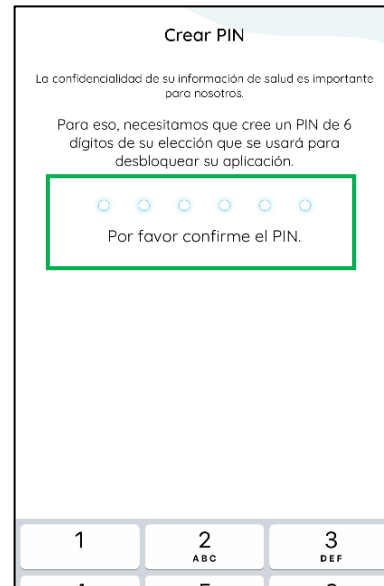 Crear PIN
La confidencialidad de su información de salud es importante
para nosotros.
Para eso, necesitamos que cree un PIN de 6
dígitos de su elección que se usará para
desbloquear su aplicación.
Por favor confirme el PIN.
1 2 3
ABC DEF